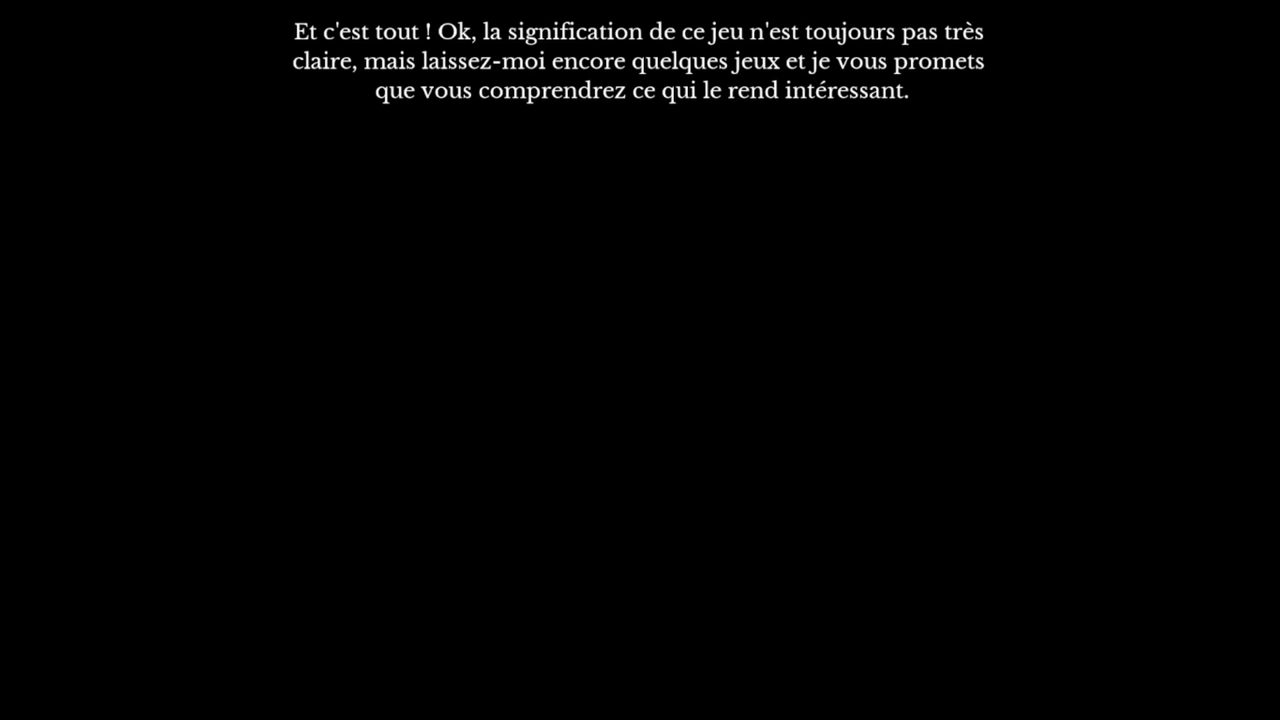 Et c'est tout ! Ok, la signification de ce jeu n'est toujours pas très
claire, mais laissez-moi encore quelques jeux et je vous promets
que vous comprendrez ce qui le rend intéressant.